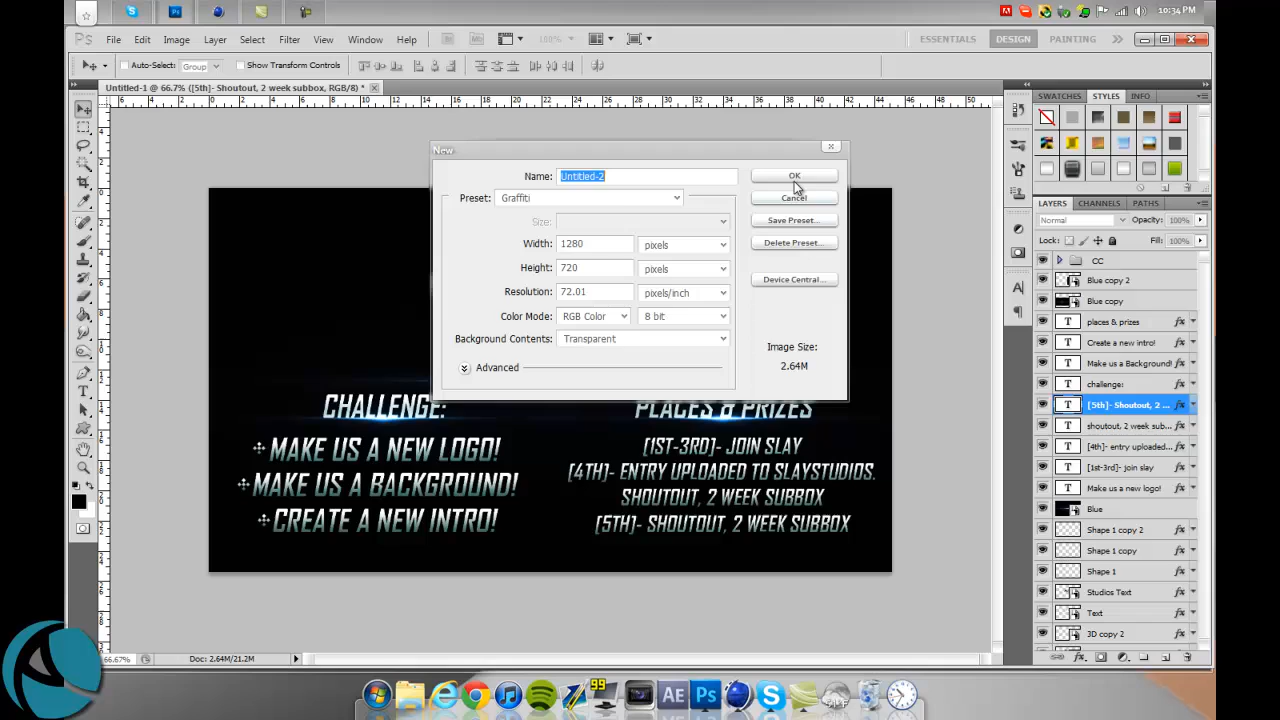 10:34 PM
Ps File Edit Image Layer Select Filter View Window Help
ESSENTIALS DESIGN PAINTING
Auto-Select: Group Show Transform Controls
Untitled-1 @ 66.7% ([5th]- Shoutout, 2 week subbox, RGB/8) *
New
Name: Untitled-2
OK
Preset: Graffiti
Cancel
Size:
Save Preset...
Width: 1280 pixels
Delete Preset...
Height: 720 pixels
Device Central...
Resolution: 72.01 pixels/inch
Color Mode: RGB Color 8 bit
Background Contents: Transparent
Image Size:
Advanced
2.64M
CHALLENGE:
MAKE US A NEW LOGO!
MAKE US A BACKGROUND!
CREATE A NEW INTRO!
PLACES & PRIZES
[1ST-3RD]- JOIN SLAY
[4TH]- ENTRY UPLOADED TO SLAYSTUDIOS.
SHOUTOUT, 2 WEEK SUBBOX
[5TH]- SHOUTOUT, 2 WEEK SUBBOX
SWATCHES STYLES INFO
LAYERS CHANNELS PATHS
Normal Opacity: 100%
Lock: Fill: 100%
CC
Blue copy 2
Blue copy
places & prizes
Create a new intro!
Make us a Background!
challenge:
[5th]- Shoutout, 2 ...
shoutout, 2 week sub...
[4th]- entry uploaded...
[1st-3rd]- join slay
Make us a new logo!
Blue
Shape 1 copy 2
Shape 1 copy
Shape 1
Studios Text
Text
3D copy 2
66.67% Doc: 2.64M/21.2M
99
AE Ps